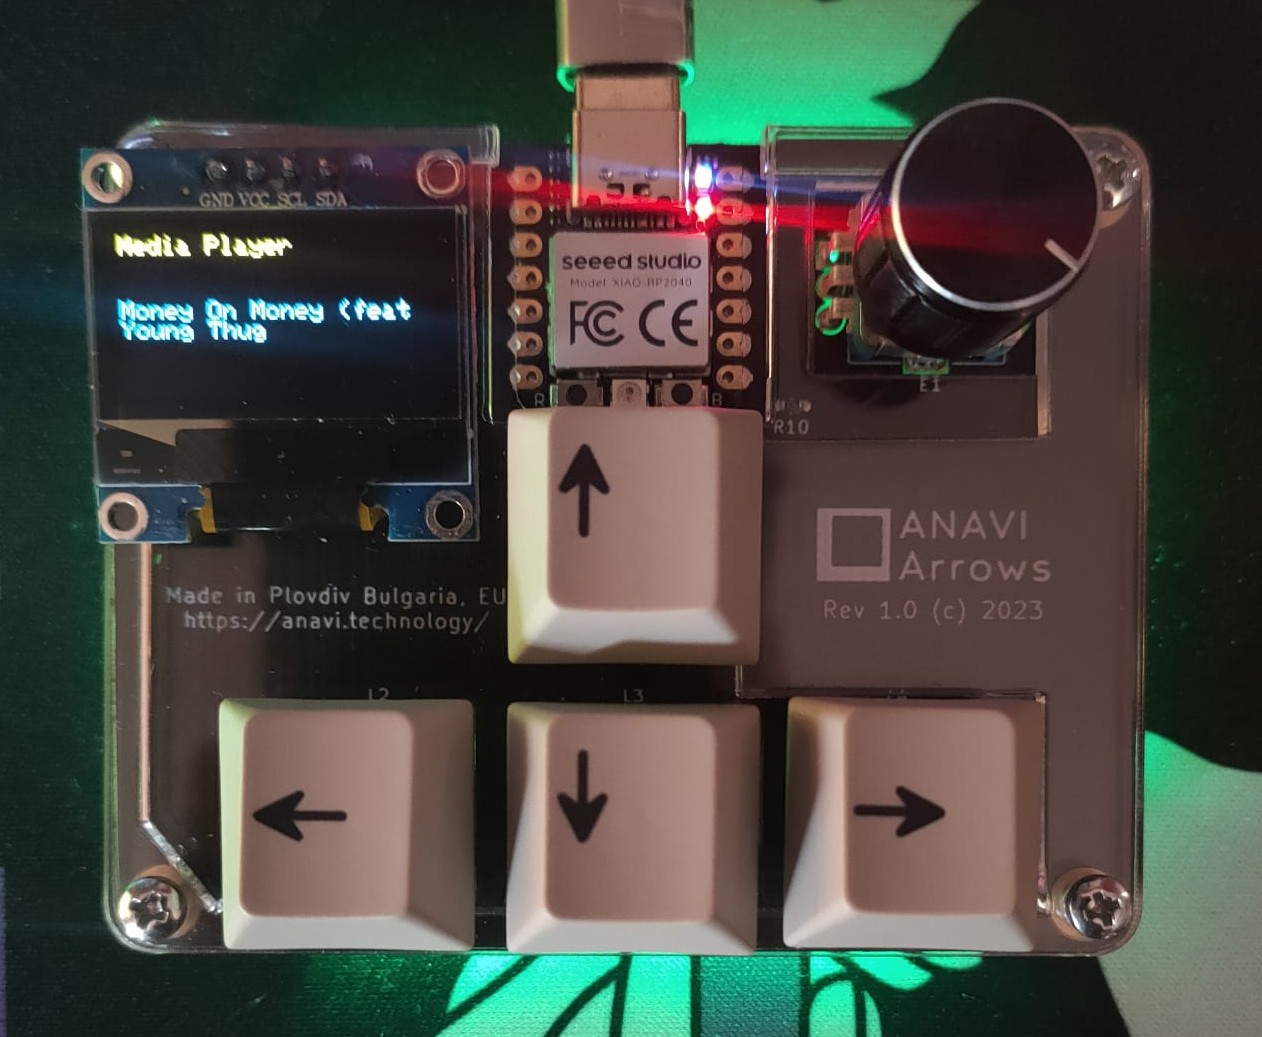 GND VCC SCL SDA
Media Player
Money On Money (feat
Young Thug
seeed studio
Model XIAO-RP2040
FC CE
R
B
E1
R10
ANAVI
Arrows
Rev 1.0 (c) 2023
Made in Plovdiv Bulgaria, EU
https://anavi.technology/
L2
L3